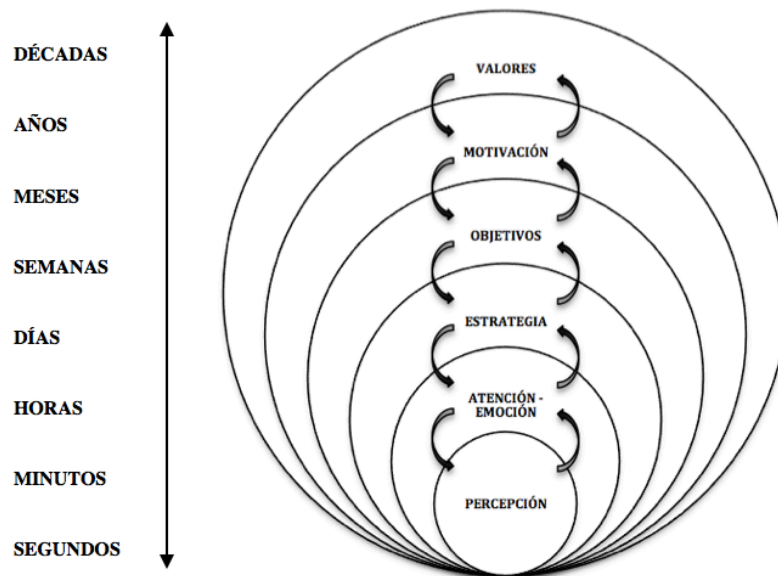 DÉCADAS
AÑOS
MESES
SEMANAS
DÍAS
HORAS
MINUTOS
SEGUNDOS
VALORES
MOTIVACIÓN
OBJETIVOS
ESTRATEGIA
ATENCIÓN -
EMOCIÓN
PERCEPCIÓN